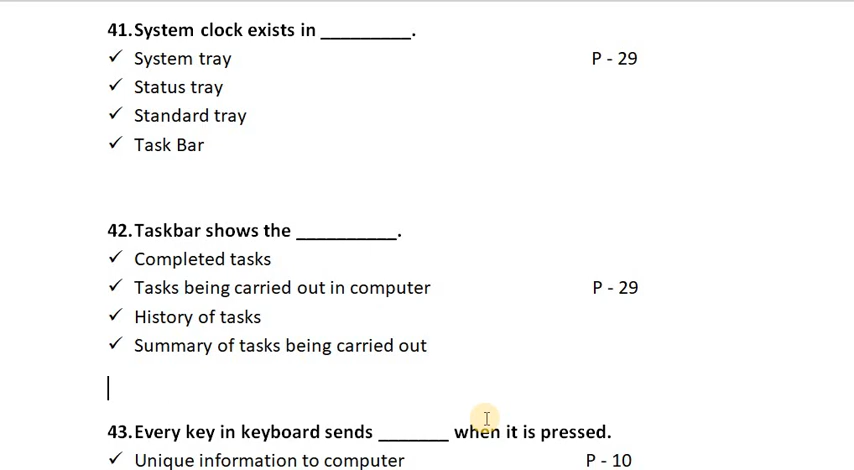 41. System clock exists in _________.
✓ System tray P - 29
✓ Status tray
✓ Standard tray
✓ Task Bar
42. Taskbar shows the __________.
✓ Completed tasks
✓ Tasks being carried out in computer P - 29
✓ History of tasks
✓ Summary of tasks being carried out
43. Every key in keyboard sends _______ when it is pressed.
✓ Unique information to computer P - 10